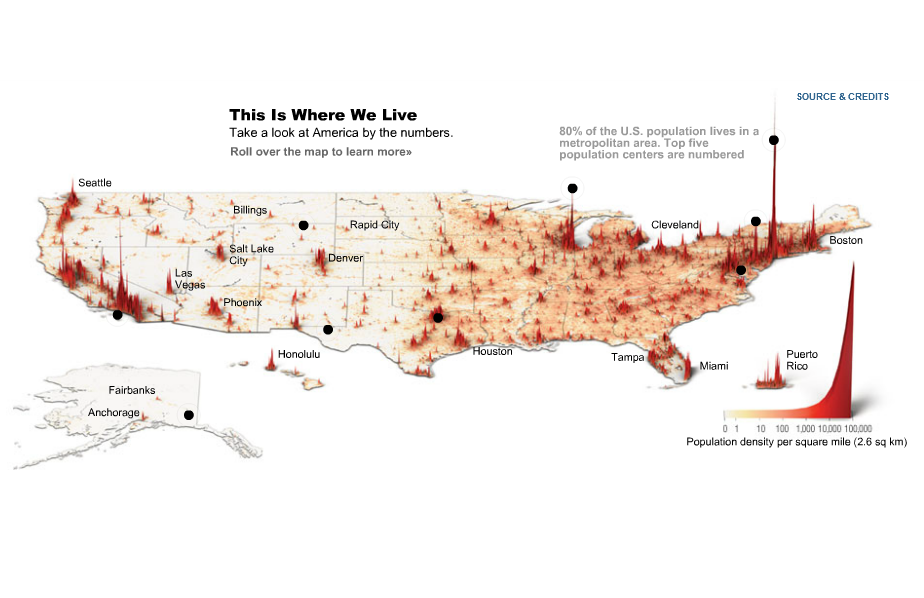 SOURCE & CREDITS
This Is Where We Live
Take a look at America by the numbers.
Roll over the map to learn more»
80% of the U.S. population lives in a
metropolitan area. Top five
population centers are numbered
Seattle
Billings
Rapid City
Cleveland
Boston
Salt Lake
City
Denver
Las
Vegas
Phoenix
Honolulu
Houston
Tampa
Miami
Puerto
Rico
Fairbanks
Anchorage
0 1 10 100 1,000 10,000 100,000
Population density per square mile (2.6 sq km)